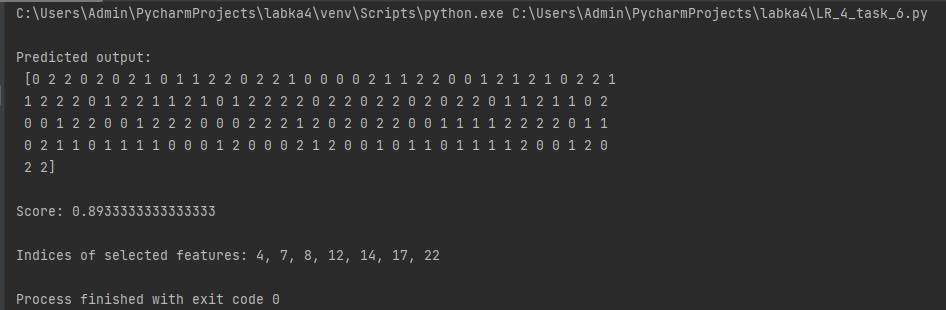 C:\Users\Admin\PycharmProjects\labka4\venv\Scripts\python.exe C:\Users\Admin\PycharmProjects\labka4\LR_4_task_6.py
Predicted output:
[0 2 2 0 2 0 2 1 0 1 1 2 2 0 2 2 1 0 0 0 0 2 1 1 2 2 0 0 1 2 1 2 1 0 2 2 1
1 2 2 2 0 1 2 2 1 1 2 1 0 1 2 2 2 2 0 2 2 0 2 2 0 2 0 2 2 0 1 1 2 1 1 0 2
0 0 1 2 2 0 0 1 2 2 2 0 0 0 2 2 2 1 2 0 2 0 2 2 0 0 1 1 1 1 2 2 2 2 0 1 1
0 2 1 1 0 1 1 1 1 0 0 0 1 2 0 0 0 2 1 2 0 0 1 0 1 1 0 1 1 1 1 2 0 0 1 2 0
2 2]
Score: 0.8933333333333333
Indices of selected features: 4, 7, 8, 12, 14, 17, 22
Process finished with exit code 0